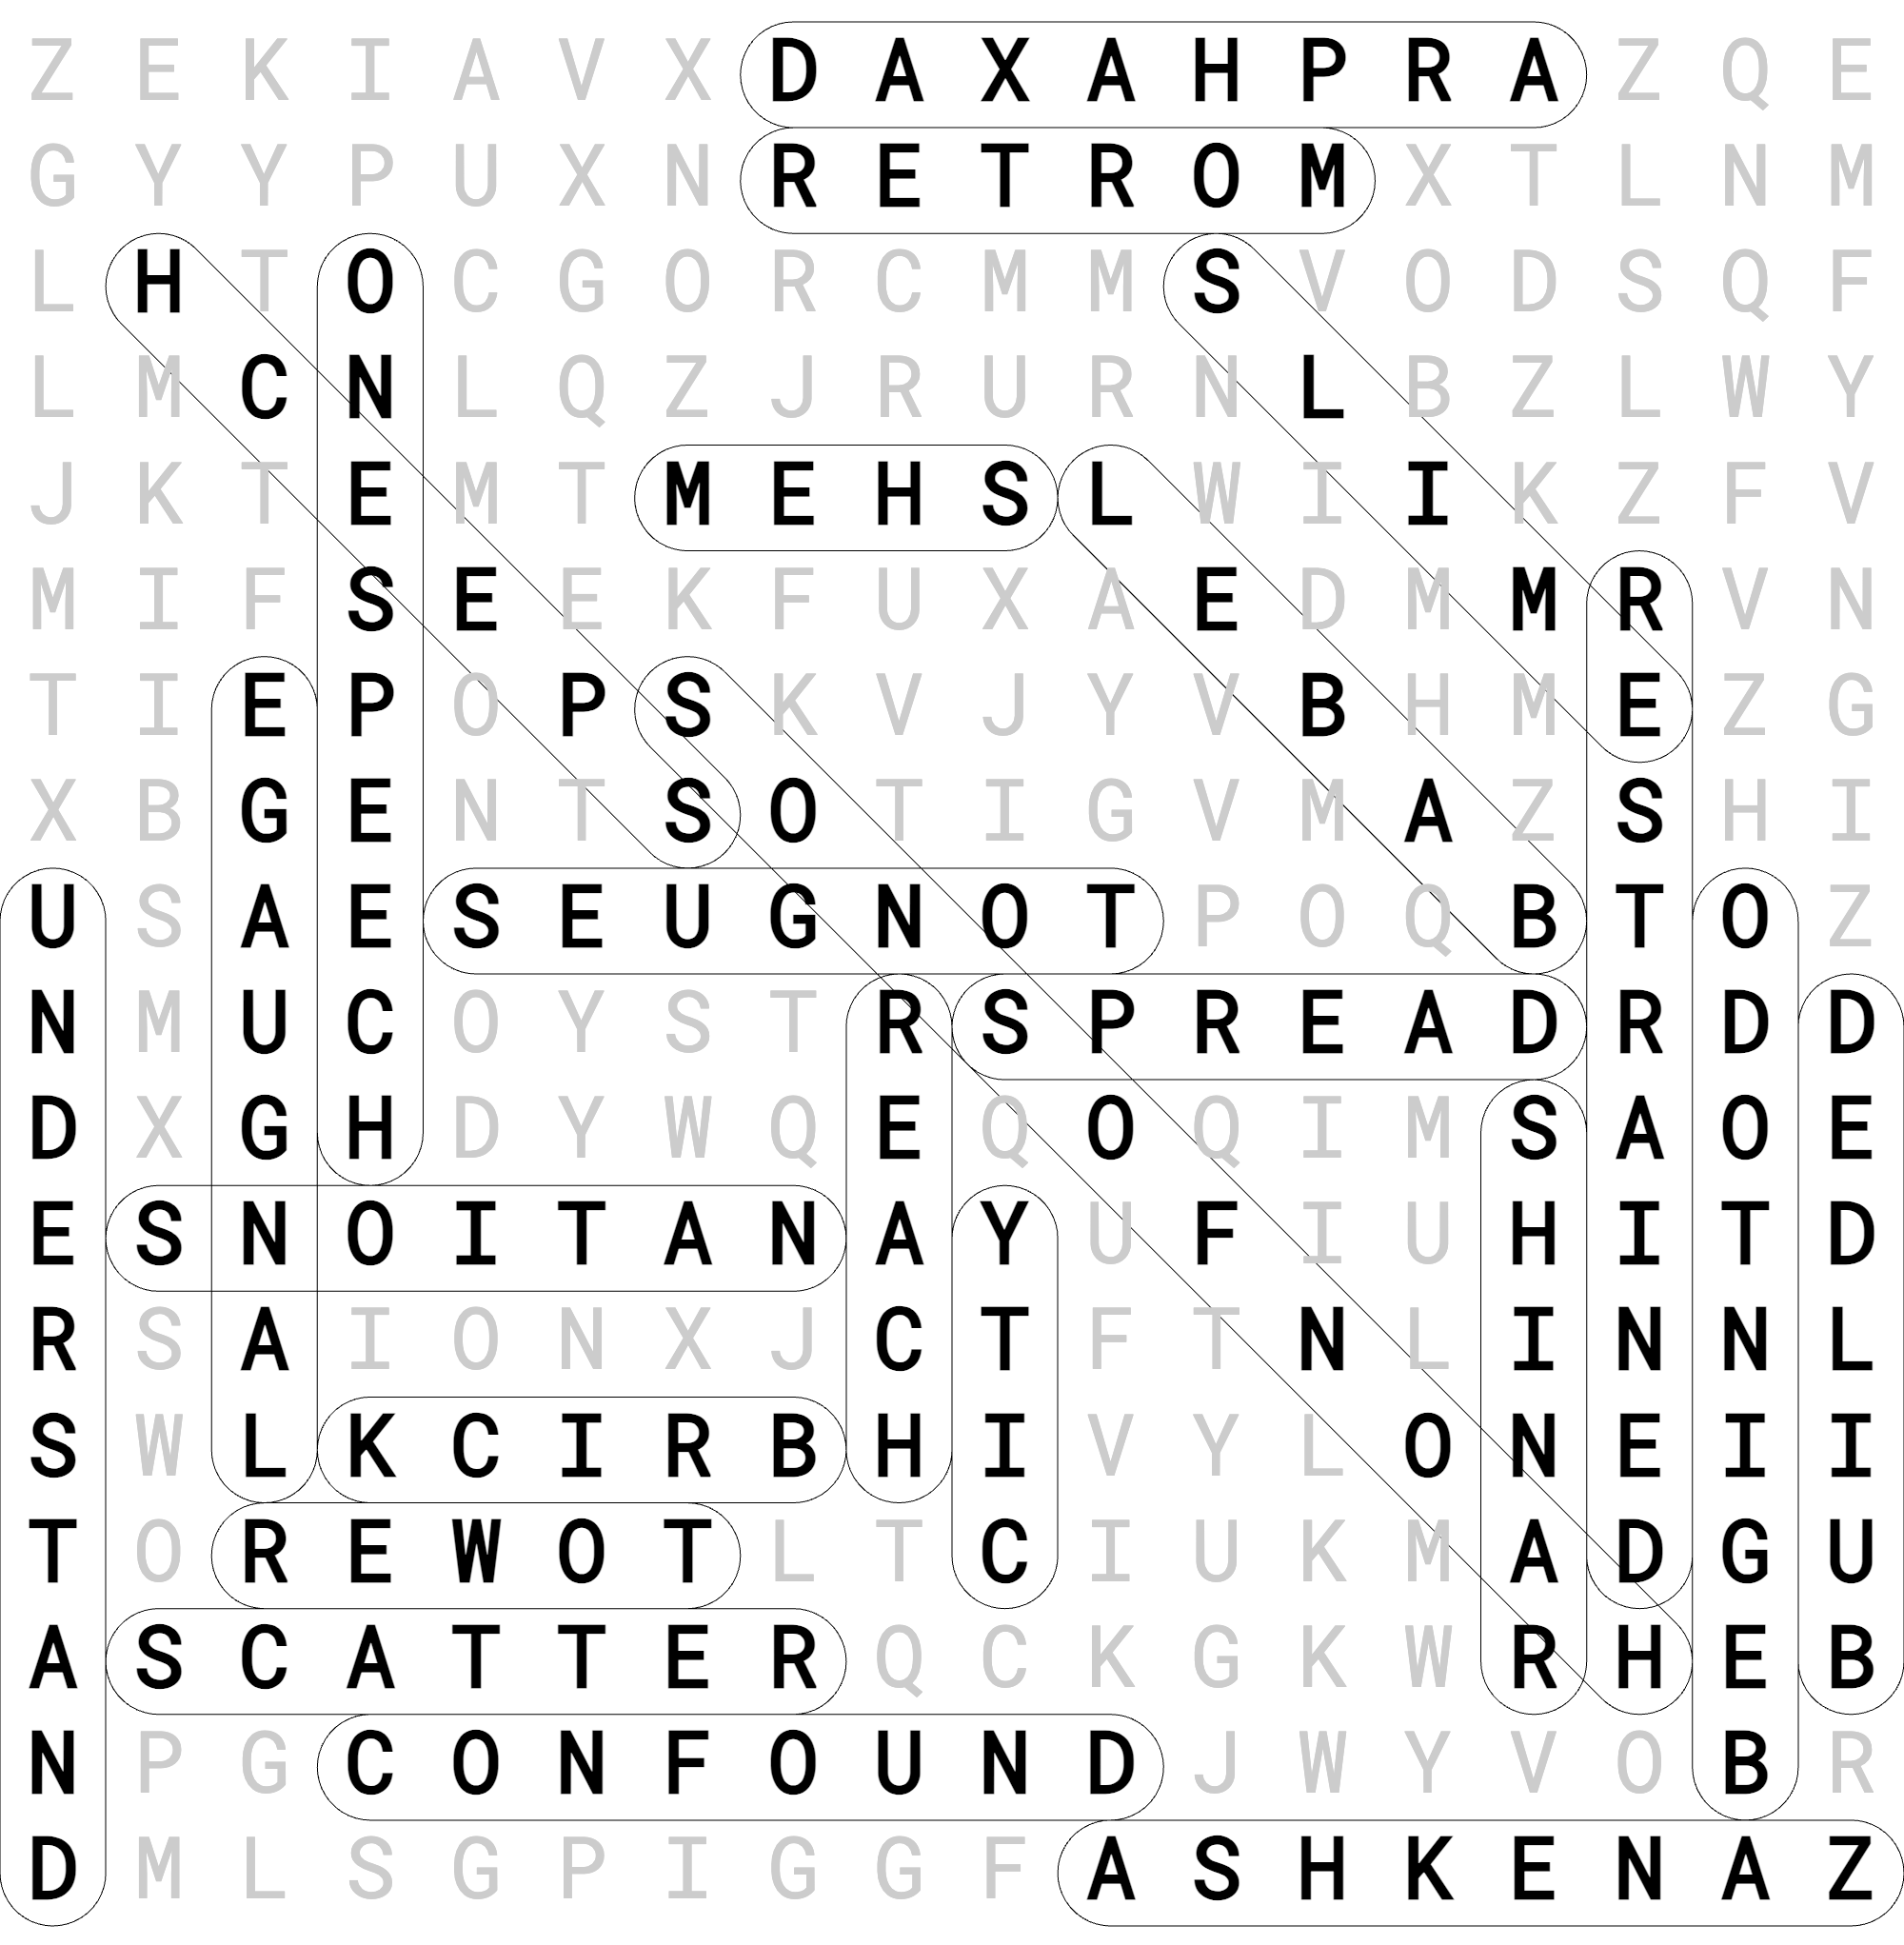 Z E K I A V X D A X A H P R A Z Q E
G Y Y P U X N R E T R O M X T L N M
L H T O C G O R C M M S V O D S Q F
L M C N L Q Z J R U R N L B Z L W Y
J K T E M T M E H S L W I I K Z F V
M I F S E E K F U X A E D M M R V N
T I E P O P S K V J Y V B H M E Z G
X B G E N T S O T I G V M A Z S H I
U S A E S E U G N O T P O Q B T O Z
N M U C O Y S T R S P R E A D R D D
D X G H D Y W Q E Q O Q I M S A O E
E S N O I T A N A Y U F I U H I T D
R S A I O N X J C T F T N L I N N L
S W L K C I R B H I V Y L O N E I I
T O R E W O T L T C I U K M A D G U
A S C A T T E R Q C K G K W R H E B
N P G C O N F O U N D J W Y V O B R
D M L S G P I G G F A S H K E N A Z